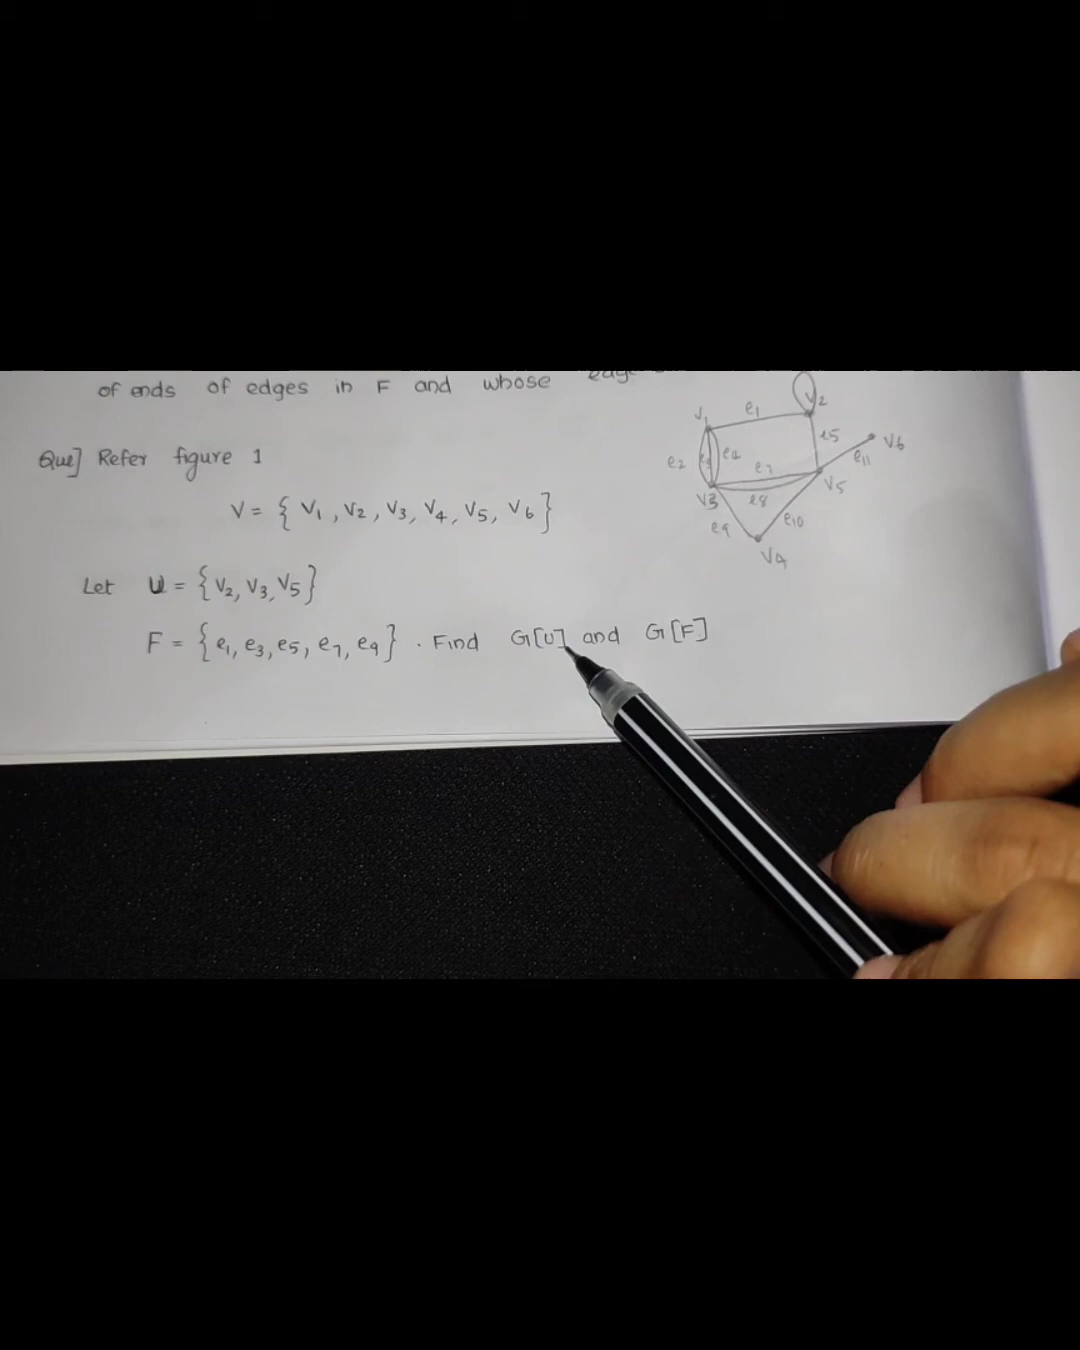 of ends of edges in F and whose
Que] Refer figure 1
V = { V1, V2, V3, V4, V5, V6 }
Let U = { V2, V3, V5 }
F = { e1, e3, e5, e7, e9 } . Find G[U] and G[F]
V1
e1
V2
e5
V6
e11
e2
e3
e4
e7
V5
V3
e8
e9
e10
V4